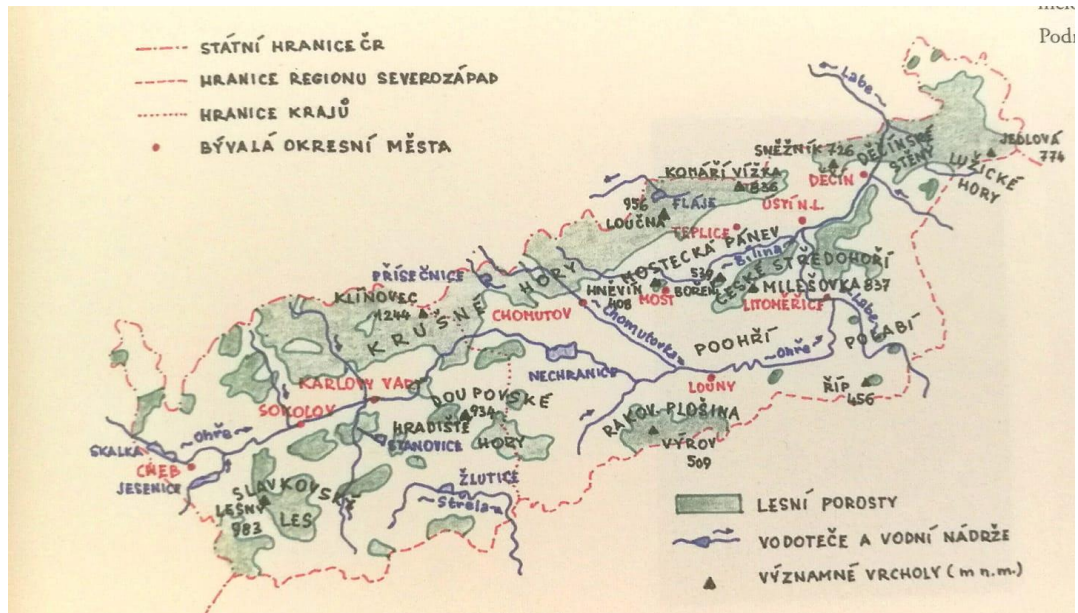 Podr
STÁTNÍ HRANICE ČR
HRANICE REGIONU SEVEROZÁPAD
HRANICE KRAJŮ
BÝVALÁ OKRESNÍ MĚSTA
Labe
SNĚŽNÍK 726
DĚČÍNSKÉ
STĚNY
JEDLOVÁ
774
LUŽICKÉ
HORY
DĚČÍN
KOMÁŘÍ VÍŽKA
836
956
FLÁJE
LOUČNA
TEPLICE
ÚSTÍ N.L.
MOSTECKÁ PÁNEV
Bílina
PŘÍSEČNICE
KRUŠNÉ HORY
KLÍNOVEC
1244
CHOMUTOV
HNĚVÍN
408
MOST
539
BOŘEŇ
ČESKÉ STŘEDOHOŘÍ
MILEŠOVKA 837
LITOMĚŘICE
Labe
Chomutovka
POOHŘÍ
POLABÍ
Ohře
NECHRANICE
LOUNY
ŘÍP
456
KARLOVY VARY
SOKOLOV
DOUPOVSKÉ
934
HRADIŠTĚ
HORY
STANOVICE
RAKOV. PLOŠINA
VÝROV
509
SKALKA
Ohře
CHEB
JESENICE
SLAVKOVSKÝ
LES
LESNÝ
983
ŽLUTICE
Střela
LESNÍ POROSTY
VODOTEČE A VODNÍ NÁDRŽE
VÝZNAMNÉ VRCHOLY (m n.m.)